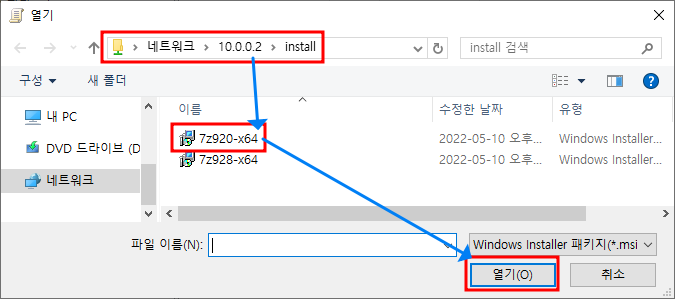 열기
네트워크 > 10.0.0.2 > install
install 검색
구성
새 폴더
이름 수정한 날짜 유형
내 PC
DVD 드라이브 (D
네트워크
7z920-x64 2022-05-10 오후... Windows Installer...
7z928-x64 2022-05-10 오후... Windows Installer...
파일 이름(N):
Windows Installer 패키지(*.msi
열기(O)
취소